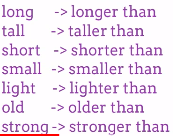 long -> longer than
tall -> taller than
short -> shorter than
small -> smaller than
light -> lighter than
old -> older than
strong -> stronger than